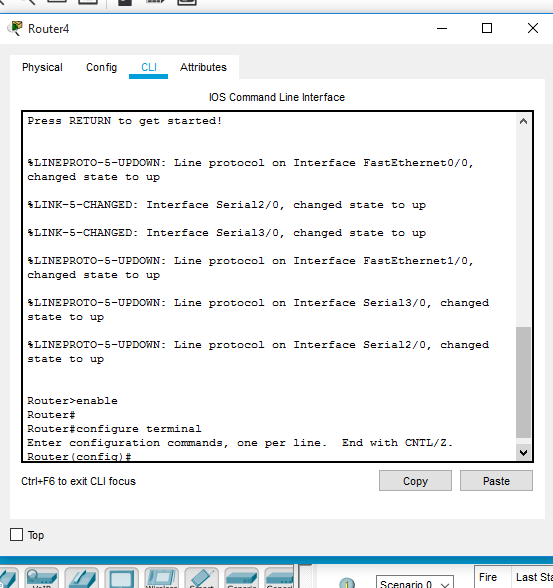 Router4
Physical Config CLI Attributes
IOS Command Line Interface
Press RETURN to get started!
%LINEPROTO-5-UPDOWN: Line protocol on Interface FastEthernet0/0,
changed state to up
%LINK-5-CHANGED: Interface Serial2/0, changed state to up
%LINK-5-CHANGED: Interface Serial3/0, changed state to up
%LINEPROTO-5-UPDOWN: Line protocol on Interface FastEthernet1/0,
changed state to up
%LINEPROTO-5-UPDOWN: Line protocol on Interface Serial3/0, changed
state to up
%LINEPROTO-5-UPDOWN: Line protocol on Interface Serial2/0, changed
state to up
Router>enable
Router#
Router#configure terminal
Enter configuration commands, one per line.  End with CNTL/Z.
Router(config)#
Ctrl+F6 to exit CLI focus
Copy Paste
Top
Scenario 0
Fire Last Sta